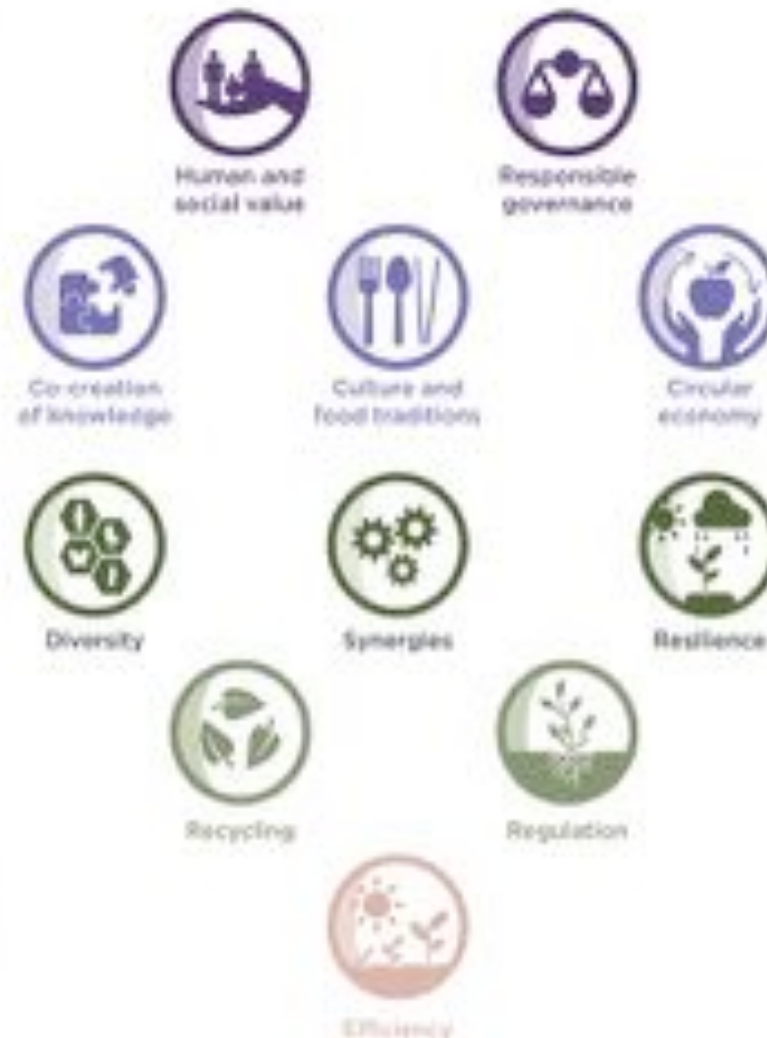 Human and
social value
Responsible
governance
Co-creation
of knowledge
Culture and
food traditions
Circular
economy
Diversity
Synergies
Resilience
Recycling
Regulation
Efficiency